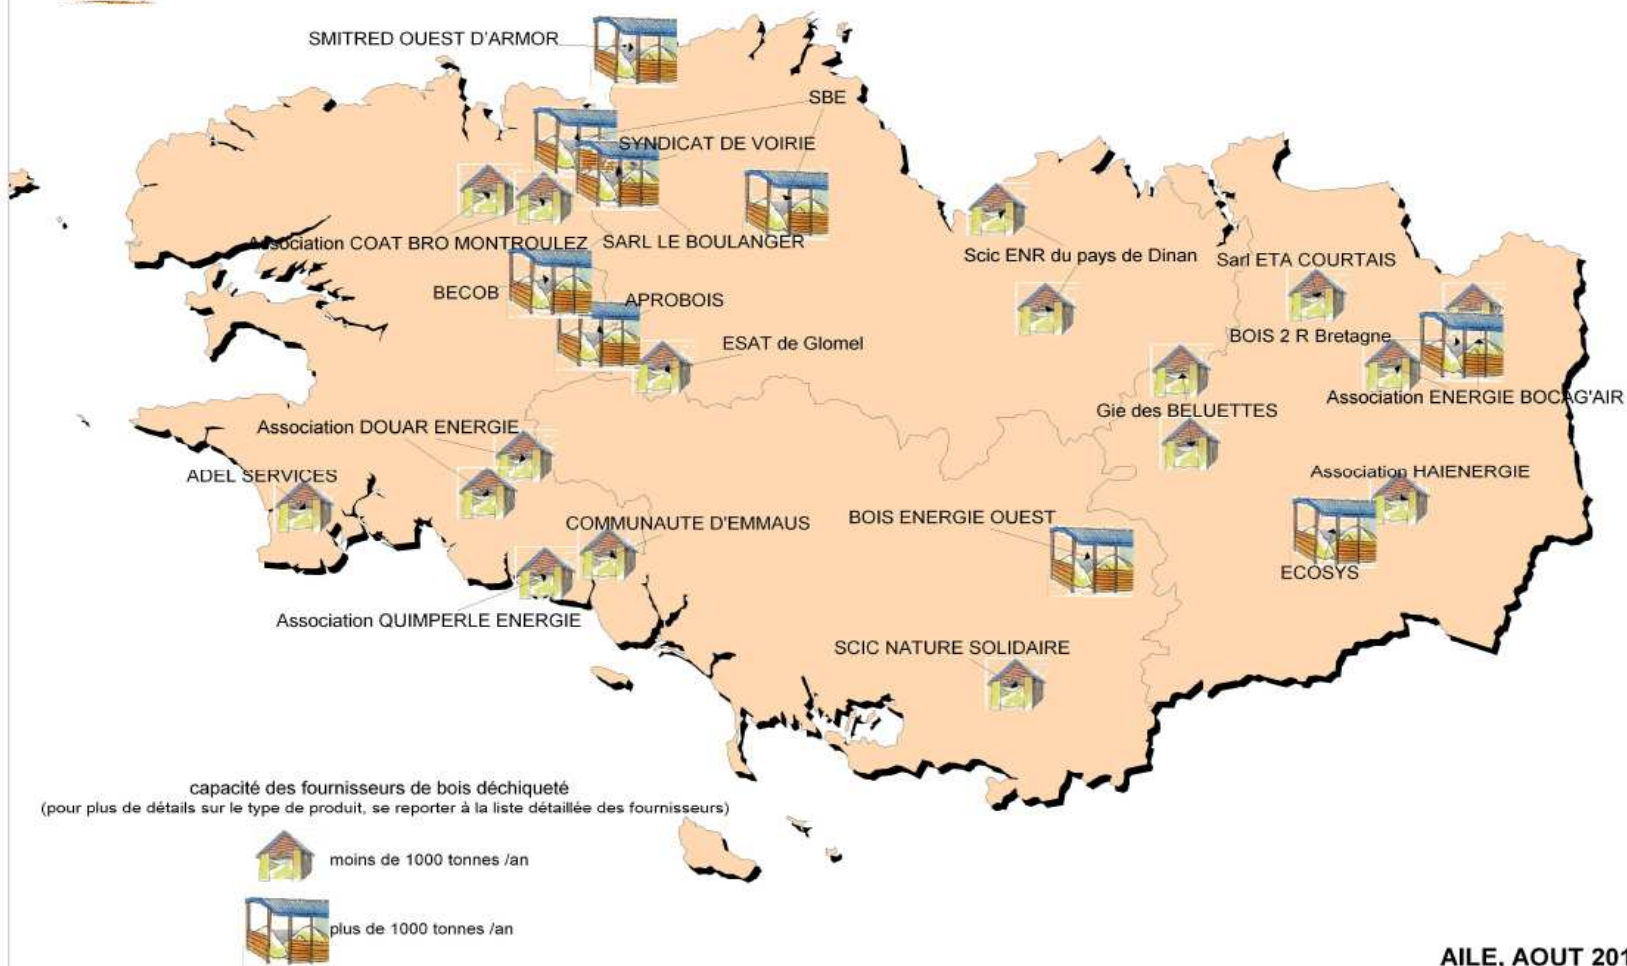 SMITRED OUEST D'ARMOR
SBE
SYNDICAT DE VOIRIE
Association COAT BRO MONTROULEZ
SARL LE BOULANGER
Scic ENR du pays de Dinan
Sarl ETA COURTAIS
BECOB
APROBOIS
ESAT de Glomel
BOIS 2 R Bretagne
Association ENERGIE BOCAG'AIR
Gie des BELUETTES
Association DOUAR ENERGIE
ADEL SERVICES
Association HAIENERGIE
COMMUNAUTE D'EMMAUS
BOIS ENERGIE OUEST
ECOSYS
Association QUIMPERLE ENERGIE
SCIC NATURE SOLIDAIRE
capacité des fournisseurs de bois déchiqueté
(pour plus de détails sur le type de produit, se reporter à la liste détaillée des fournisseurs)
moins de 1000 tonnes /an
plus de 1000 tonnes /an
AILE, AOUT 201